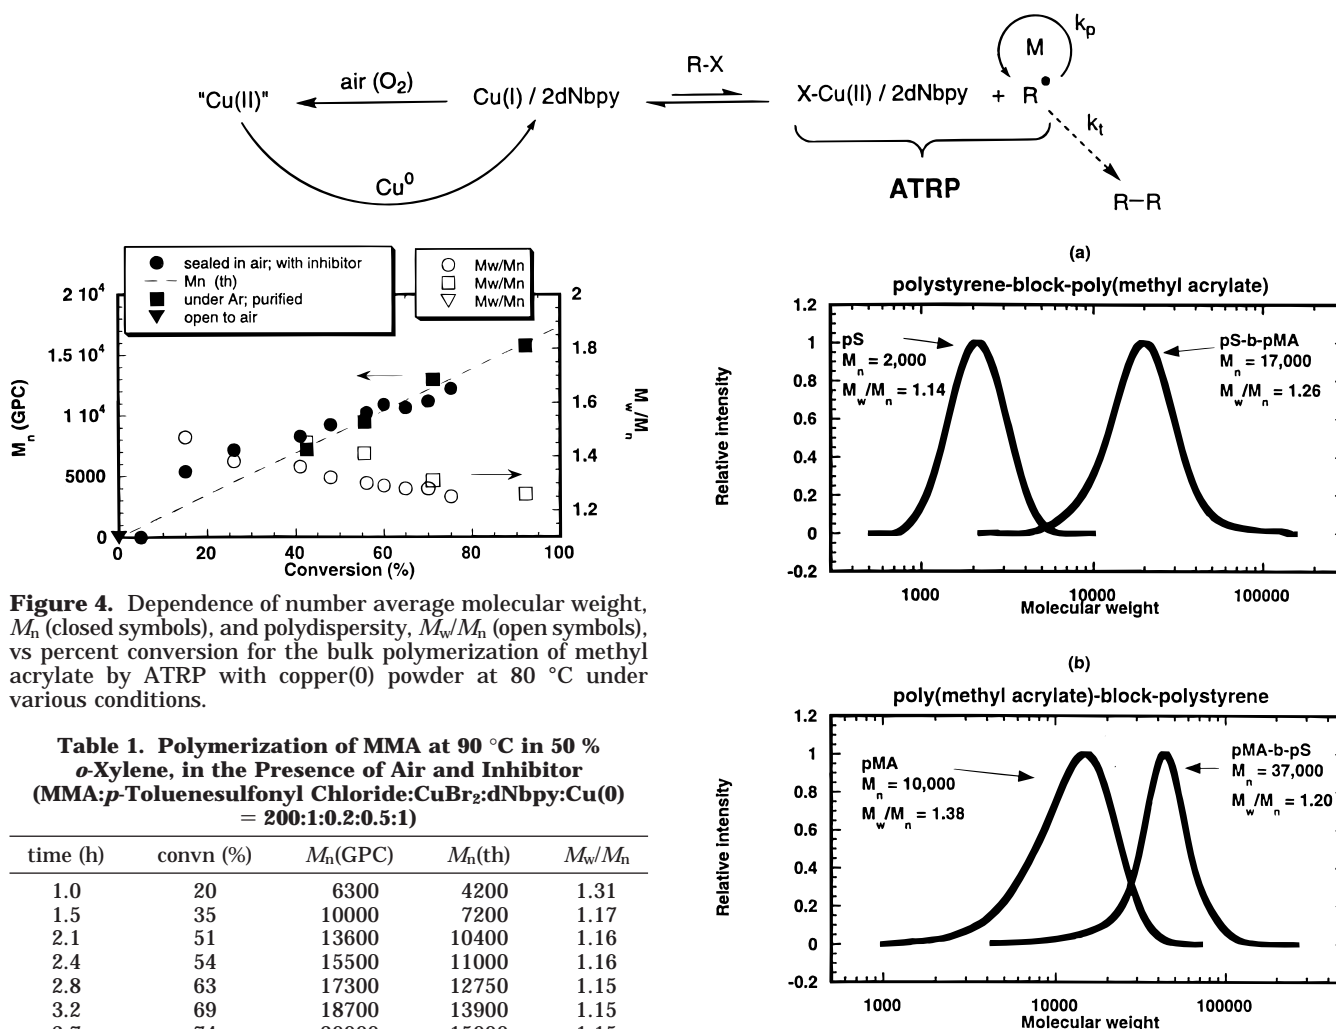 "Cu(II)"
air (O2)
Cu(I) / 2dNbpy
Cu0
R-X
X-Cu(II) / 2dNbpy + R•
M
kp
kt
R–R
ATRP
sealed in air; with inhibitor
Mn (th)
under Ar; purified
open to air
Mw/Mn
Mw/Mn
Mw/Mn
Mn (GPC)
2 10^4
1.5 10^4
1 10^4
5000
0
2
1.8
1.6
1.4
1.2
Mw/Mn
0 20 40 60 80 100
Conversion (%)
Figure 4. Dependence of number average molecular weight,
Mn (closed symbols), and polydispersity, Mw/Mn (open symbols),
vs percent conversion for the bulk polymerization of methyl
acrylate by ATRP with copper(0) powder at 80 °C under
various conditions.
Table 1. Polymerization of MMA at 90 °C in 50 %
o-Xylene, in the Presence of Air and Inhibitor
(MMA:p-Toluenesulfonyl Chloride:CuBr2:dNbpy:Cu(0)
= 200:1:0.2:0.5:1)
time (h) convn (%) Mn(GPC) Mn(th) Mw/Mn
1.0 20 6300 4200 1.31
1.5 35 10000 7200 1.17
2.1 51 13600 10400 1.16
2.4 54 15500 11000 1.16
2.8 63 17300 12750 1.15
3.2 69 18700 13900 1.15
(a)
polystyrene-block-poly(methyl acrylate)
Relative intensity
1.2
1
0.8
0.6
0.4
0.2
0
-0.2
pS
Mn = 2,000
Mw/Mn = 1.14
pS-b-pMA
Mn = 17,000
Mw/Mn = 1.26
1000 10000 100000
Molecular weight
(b)
poly(methyl acrylate)-block-polystyrene
Relative intensity
1.2
1
0.8
0.6
0.4
0.2
0
-0.2
pMA
Mn = 10,000
Mw/Mn = 1.38
pMA-b-pS
Mn = 37,000
Mw/Mn = 1.20
1000 10000 100000
Molecular weight